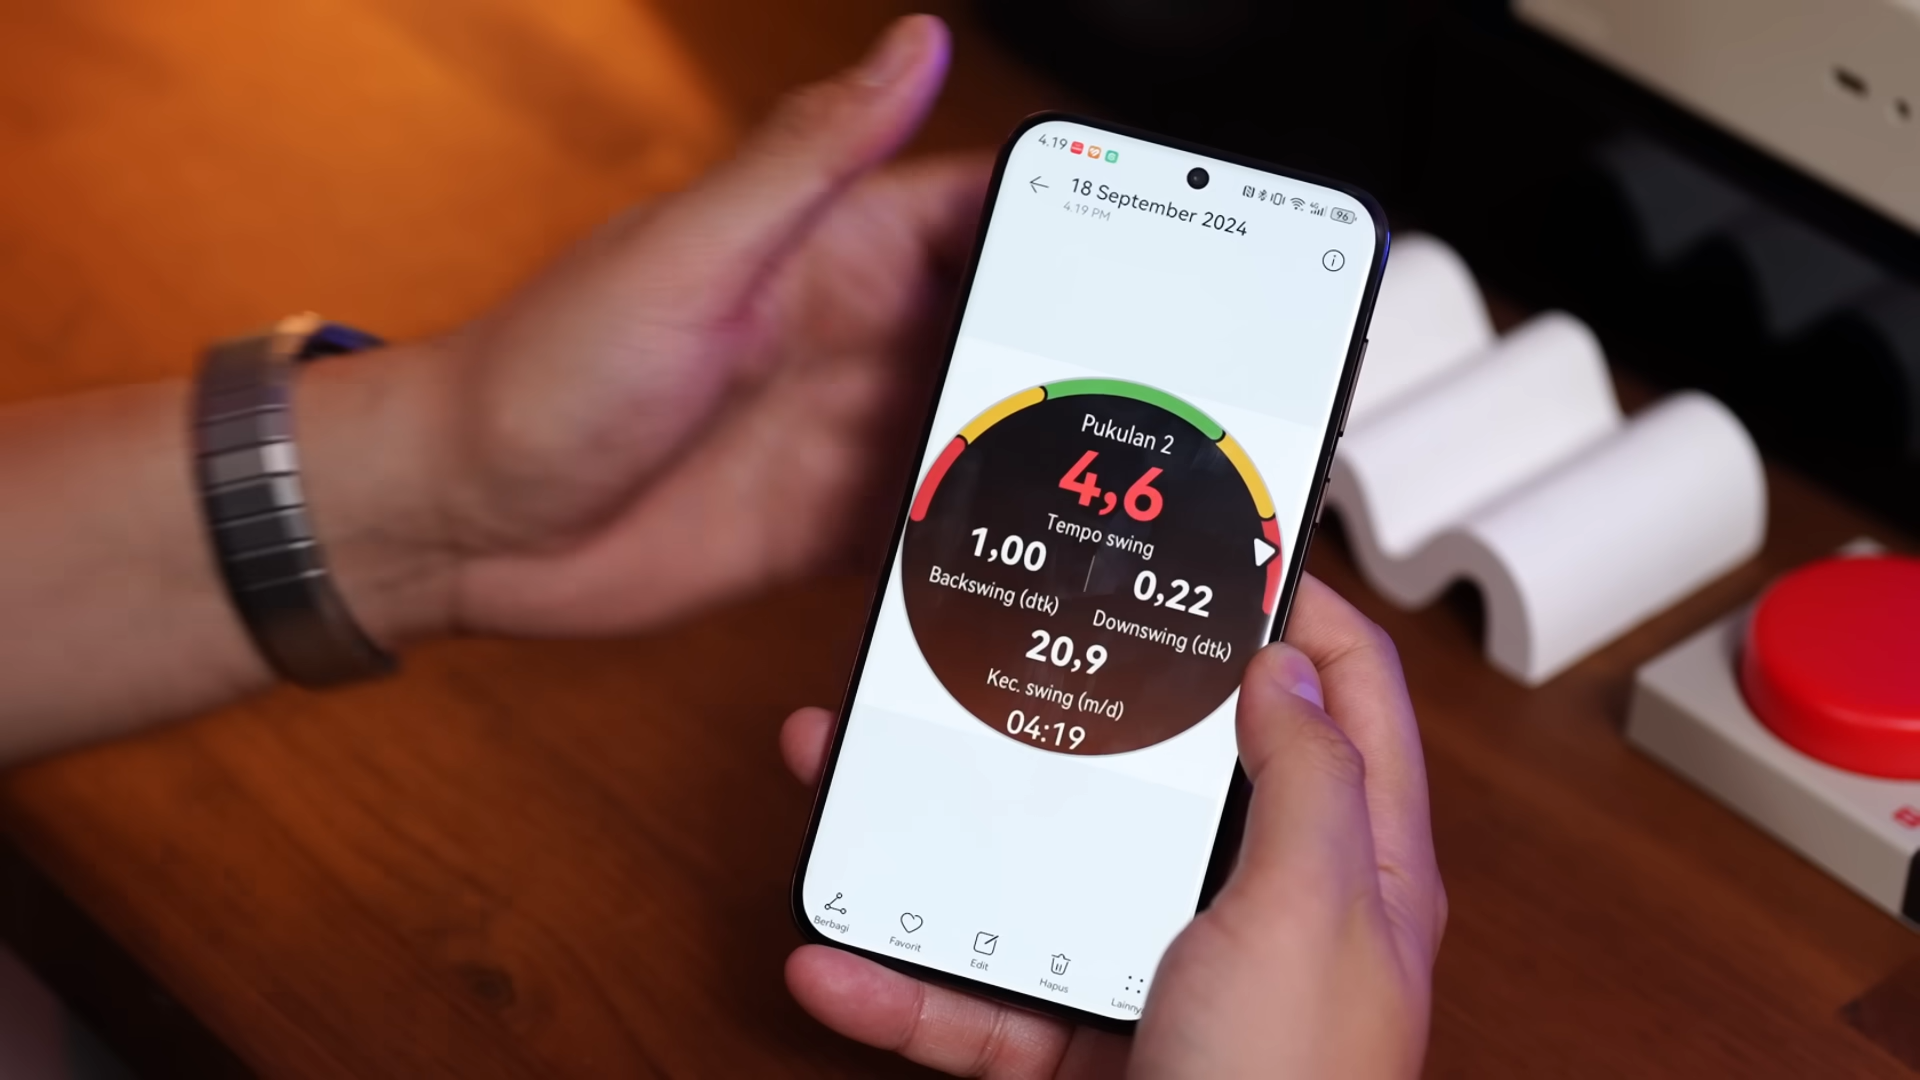 4.19
96
18 September 2024
4.19 PM
Pukulan 2
4,6
Tempo swing
1,00
Backswing (dtk)
0,22
Downswing (dtk)
20,9
Kec. swing (m/d)
04:19
Berbagi
Favorit
Edit
Hapus